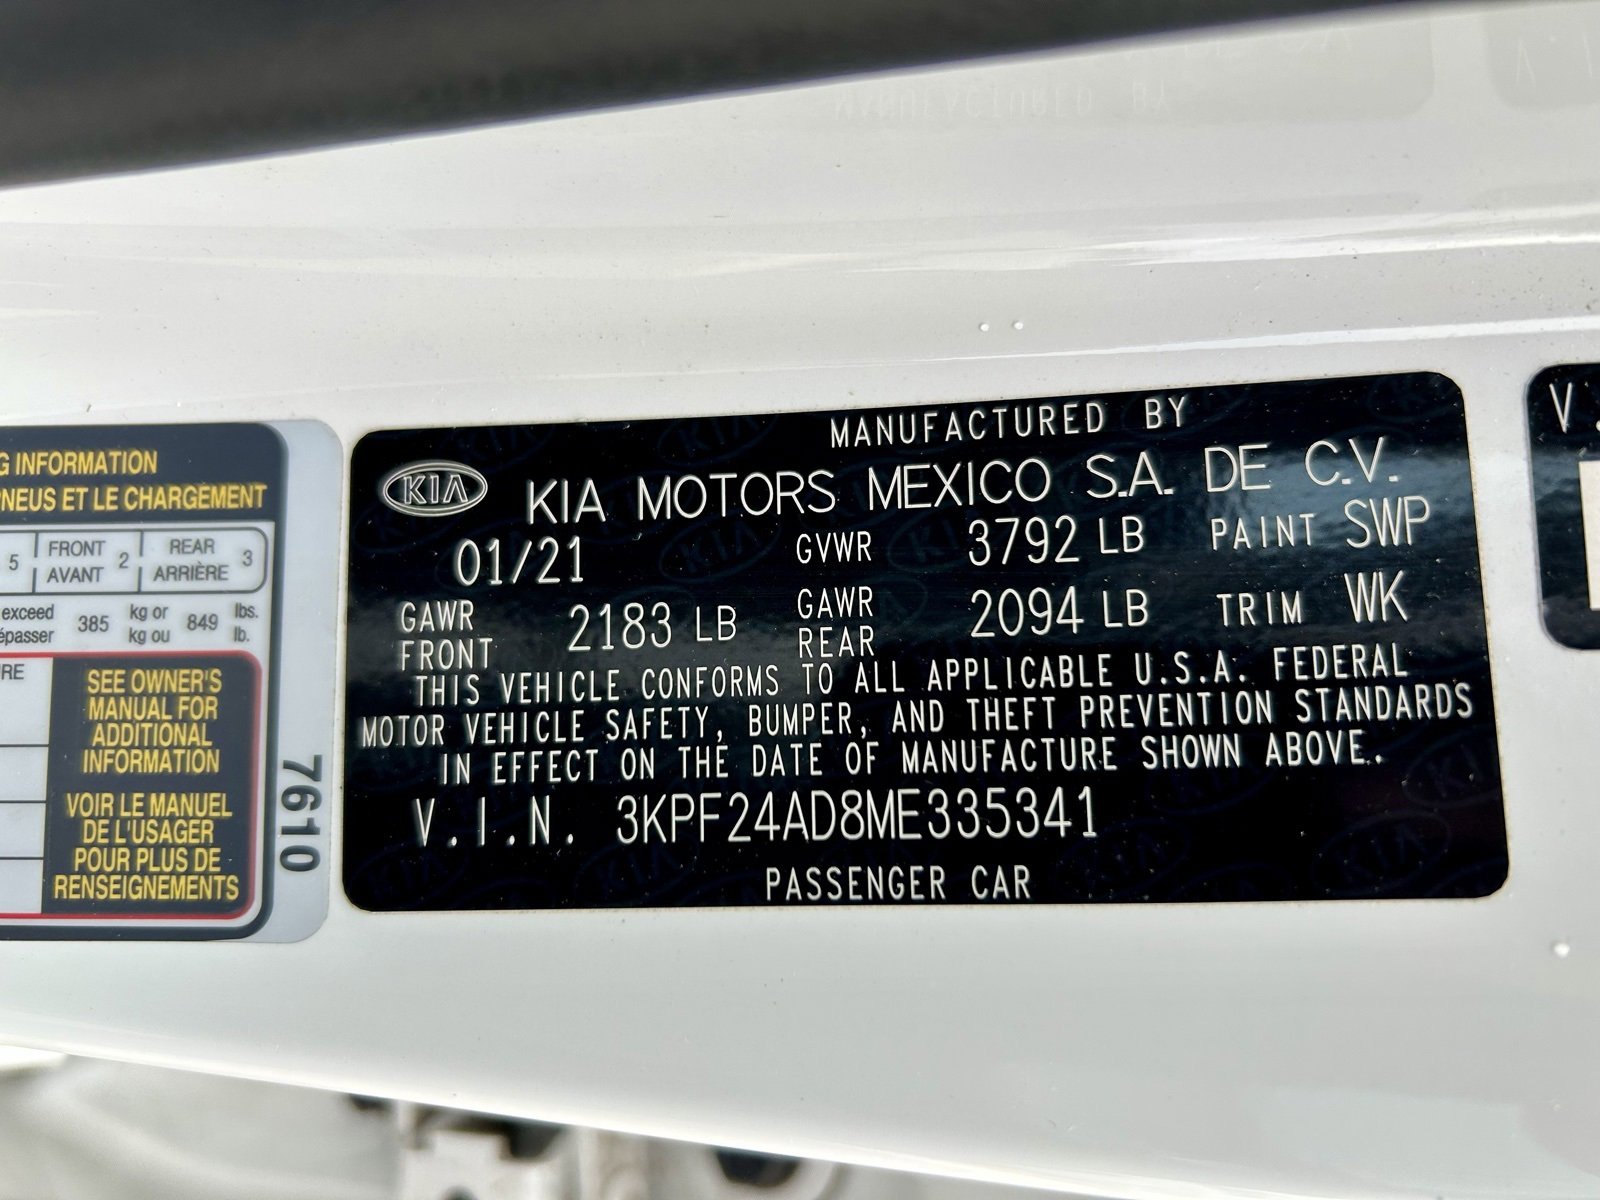 G INFORMATION
PNEUS ET LE CHARGEMENT
5 FRONT AVANT 2 REAR ARRIÈRE 3
exceed 385 kg or 849 lbs.
épasser kg ou lb.
SEE OWNER'S
MANUAL FOR
ADDITIONAL
INFORMATION
VOIR LE MANUEL
DE L'USAGER
POUR PLUS DE
RENSEIGNEMENTS
7610
MANUFACTURED BY
KIA KIA MOTORS MEXICO S.A. DE C.V.
01/21 GVWR 3792 LB PAINT SWP
GAWR FRONT 2183 LB GAWR REAR 2094 LB TRIM WK
THIS VEHICLE CONFORMS TO ALL APPLICABLE U.S.A. FEDERAL
MOTOR VEHICLE SAFETY, BUMPER, AND THEFT PREVENTION STANDARDS
IN EFFECT ON THE DATE OF MANUFACTURE SHOWN ABOVE.
V.I.N. 3KPF24AD8ME335341
PASSENGER CAR
V.